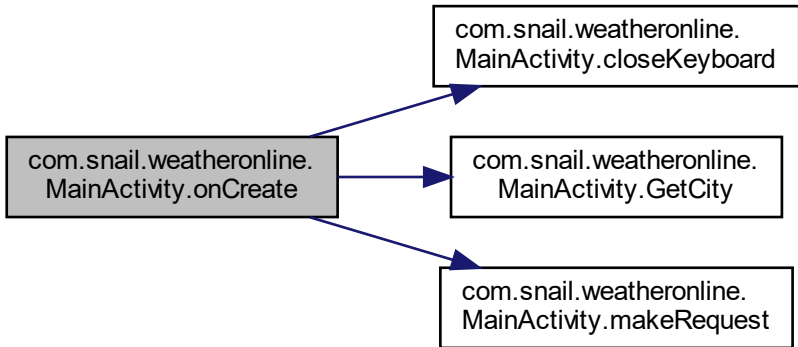 com.snail.weatheronline.
MainActivity.closeKeyboard
com.snail.weatheronline.
MainActivity.onCreate
com.snail.weatheronline.
MainActivity.GetCity
com.snail.weatheronline.
MainActivity.makeRequest